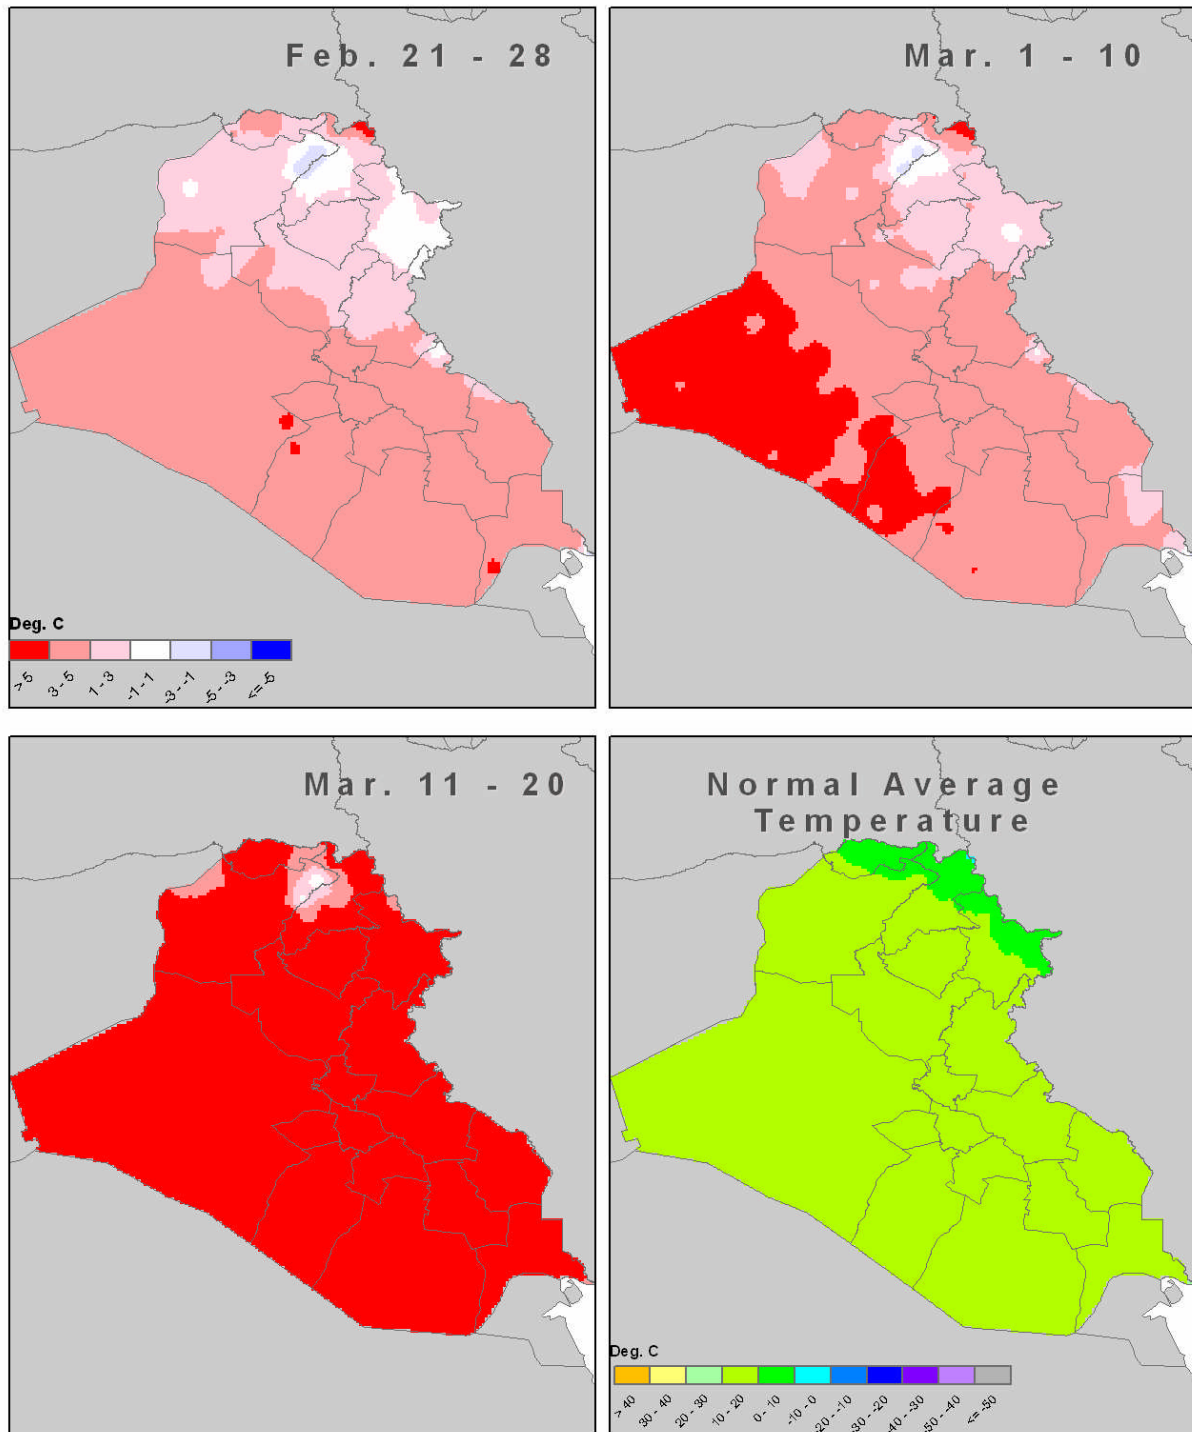 Feb. 21 - 28
Mar. 1 - 10
Deg. C
> 5
3 - 5
1 - 3
-1 - 1
-3 - -1
-5 - -3
<= -5
Mar. 11 - 20
Normal Average
Temperature
Deg. C
> 40
30 - 40
20 - 30
10 - 20
0 - 10
-10 - 0
-20 - -10
-30 - -20
-40 - -30
-50 - -40
<= -50